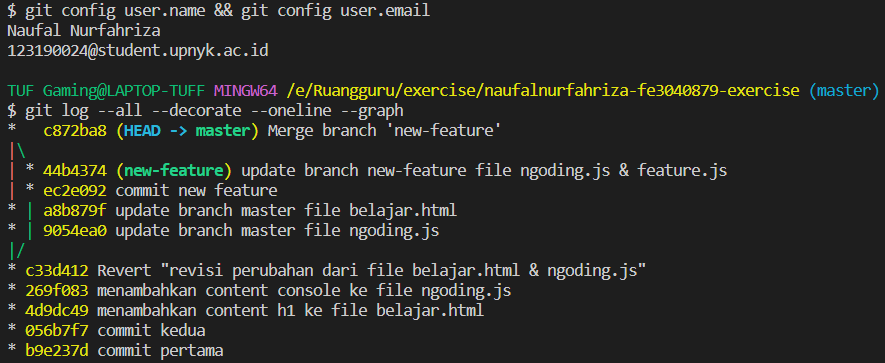 $ git config user.name && git config user.email
Naufal Nurfahriza
123190024@student.upnyk.ac.id
TUF Gaming@LAPTOP-TUFF MINGW64 /e/Ruangguru/exercise/naufalnurfahriza-fe3040879-exercise (master)
$ git log --all --decorate --oneline --graph
*   c872ba8 (HEAD -> master) Merge branch 'new-feature'
|\
| * 44b4374 (new-feature) update branch new-feature file ngoding.js & feature.js
| * ec2e092 commit new feature
* | a8b879f update branch master file belajar.html
* | 9054ea0 update branch master file ngoding.js
|/
* c33d412 Revert "revisi perubahan dari file belajar.html & ngoding.js"
* 269f083 menambahkan content console ke file ngoding.js
* 4d9dc49 menambahkan content h1 ke file belajar.html
* 056b7f7 commit kedua
* b9e237d commit pertama